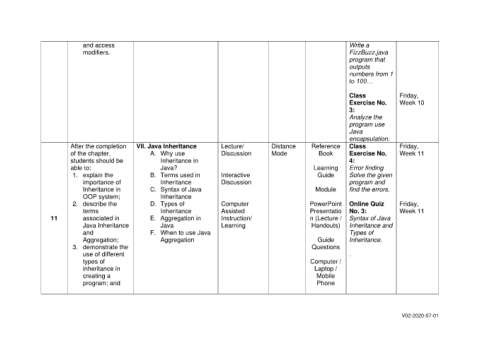 and access
modifiers.
Write a
FizzBuzz.java
program that
outputs
numbers from 1
to 100…
Class
Exercise No.
3:
Analyze the
program use
Java
encapsulation.
Friday,
Week 10
11
After the completion
of the chapter,
students should be
able to:
1. explain the
importance of
Inheritance in
OOP system;
2. describe the
terms
associated in
Java Inheritance
and
Aggregation;
3. demonstrate the
use of different
types of
inheritance in
creating a
program; and
VII. Java Inheritance
A. Why use
Inheritance in
Java?
B. Terms used in
Inheritance
C. Syntax of Java
Inheritance
D. Types of
Inheritance
E. Aggregation in
Java
F. When to use Java
Aggregation
Lecture/
Discussion
Interactive
Discussion
Computer
Assisted
Instruction/
Learning
Distance
Mode
Reference
Book
Learning
Guide
Module
PowerPoint
Presentatio
n (Lecture /
Handouts)
Guide
Questions
Computer /
Laptop /
Mobile
Phone
Class
Exercise No.
4:
Error finding
Solve the given
program and
find the errors.
Online Quiz
No. 3:
Syntax of Java
Inheritance and
Types of
Inheritance.
.
Friday,
Week 11
Friday,
Week 11
V02-2020-07-01